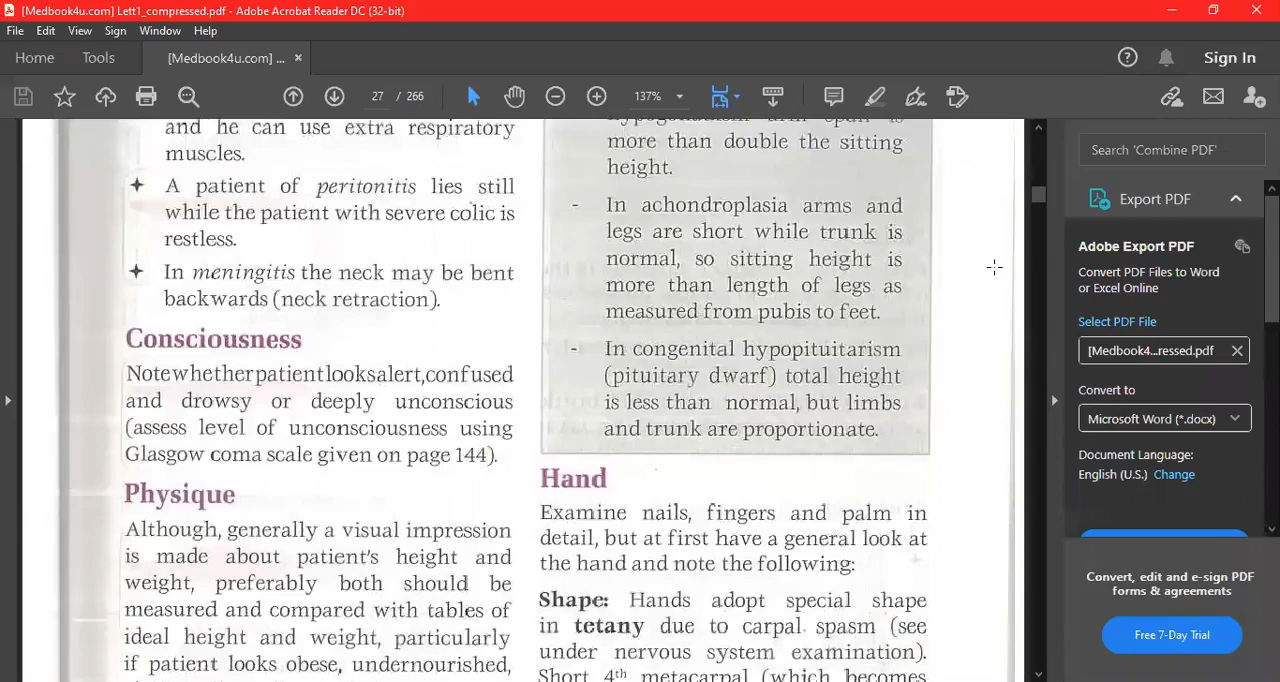 [Medbook4u.com] Lett1_compressed.pdf - Adobe Acrobat Reader DC (32-bit)
File Edit View Sign Window Help
Home Tools [Medbook4u.com] ... × Sign In
27 / 266 137%
and he can use extra respiratory
muscles.
A patient of peritonitis lies still
while the patient with severe colic is
restless.
In meningitis the neck may be bent
backwards (neck retraction).
Consciousness
Note whether patient looks alert, confused
and drowsy or deeply unconscious
(assess level of unconsciousness using
Glasgow coma scale given on page 144).
Physique
Although, generally a visual impression
is made about patient's height and
weight, preferably both should be
measured and compared with tables of
ideal height and weight, particularly
if patient looks obese, undernourished,
hypogonadism arm span is
more than double the sitting
height.
- In achondroplasia arms and
legs are short while trunk is
normal, so sitting height is
more than length of legs as
measured from pubis to feet.
- In congenital hypopituitarism
(pituitary dwarf) total height
is less than normal, but limbs
and trunk are proportionate.
Hand
Examine nails, fingers and palm in
detail, but at first have a general look at
the hand and note the following:
Shape: Hands adopt special shape
in tetany due to carpal spasm (see
under nervous system examination).
Short 4th metacarpal (which becomes
Search 'Combine PDF'
Export PDF
Adobe Export PDF
Convert PDF Files to Word
or Excel Online
Select PDF File
[Medbook4...ressed.pdf
Convert to
Microsoft Word (*.docx)
Document Language:
English (U.S.) Change
Convert, edit and e-sign PDF
forms & agreements
Free 7-Day Trial